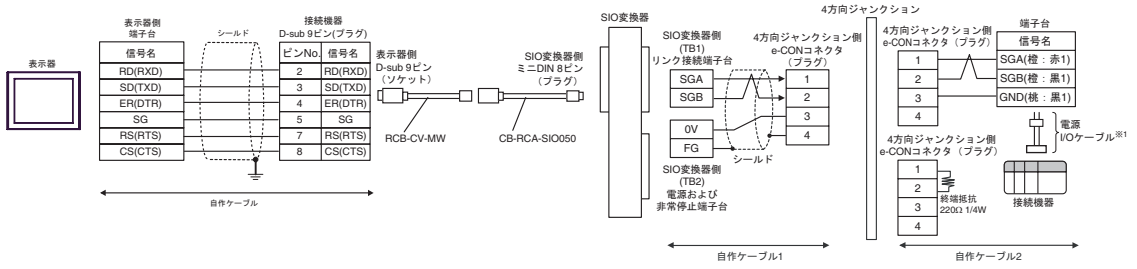 表示器
表示器側
端子台
信号名
RD(RXD)
SD(TXD)
ER(DTR)
SG
RS(RTS)
CS(CTS)
シールド
接続機器
D-sub 9ピン(プラグ)
ピンNo. 信号名
2 RD(RXD)
3 SD(TXD)
4 ER(DTR)
5 SG
7 RS(RTS)
8 CS(CTS)
自作ケーブル
表示器側
D-sub 9ピン
(ソケット)
RCB-CV-MW
SIO変換器側
ミニDIN 8ピン
(プラグ)
CB-RCA-SIO050
SIO変換器
SIO変換器側
(TB1)
リンク接続端子台
SGA
SGB
0V
FG
シールド
SIO変換器側
(TB2)
電源および
非常停止端子台
4方向ジャンクション側
e-CONコネクタ
(プラグ)
1
2
3
4
自作ケーブル1
4方向ジャンクション
4方向ジャンクション側
e-CONコネクタ(プラグ)
1
2
3
4
端子台
信号名
SGA(橙:赤1)
SGB(橙:黒1)
GND(桃:黒1)
電源
I/Oケーブル※1
接続機器
4方向ジャンクション側
e-CONコネクタ(プラグ)
1
2
3
4
終端抵抗
220Ω 1/4W
自作ケーブル2